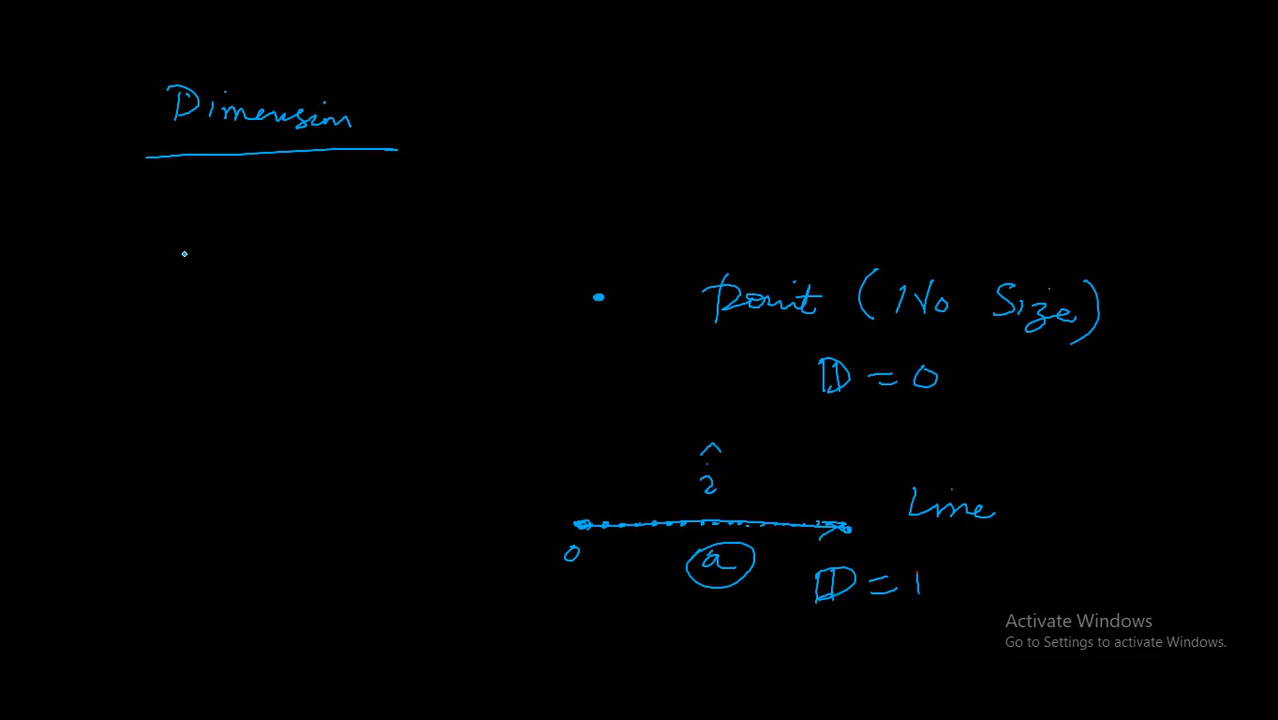 Dimension
Point (No Size)
D = 0
î
Line
0
a
D = 1
Activate Windows
Go to Settings to activate Windows.